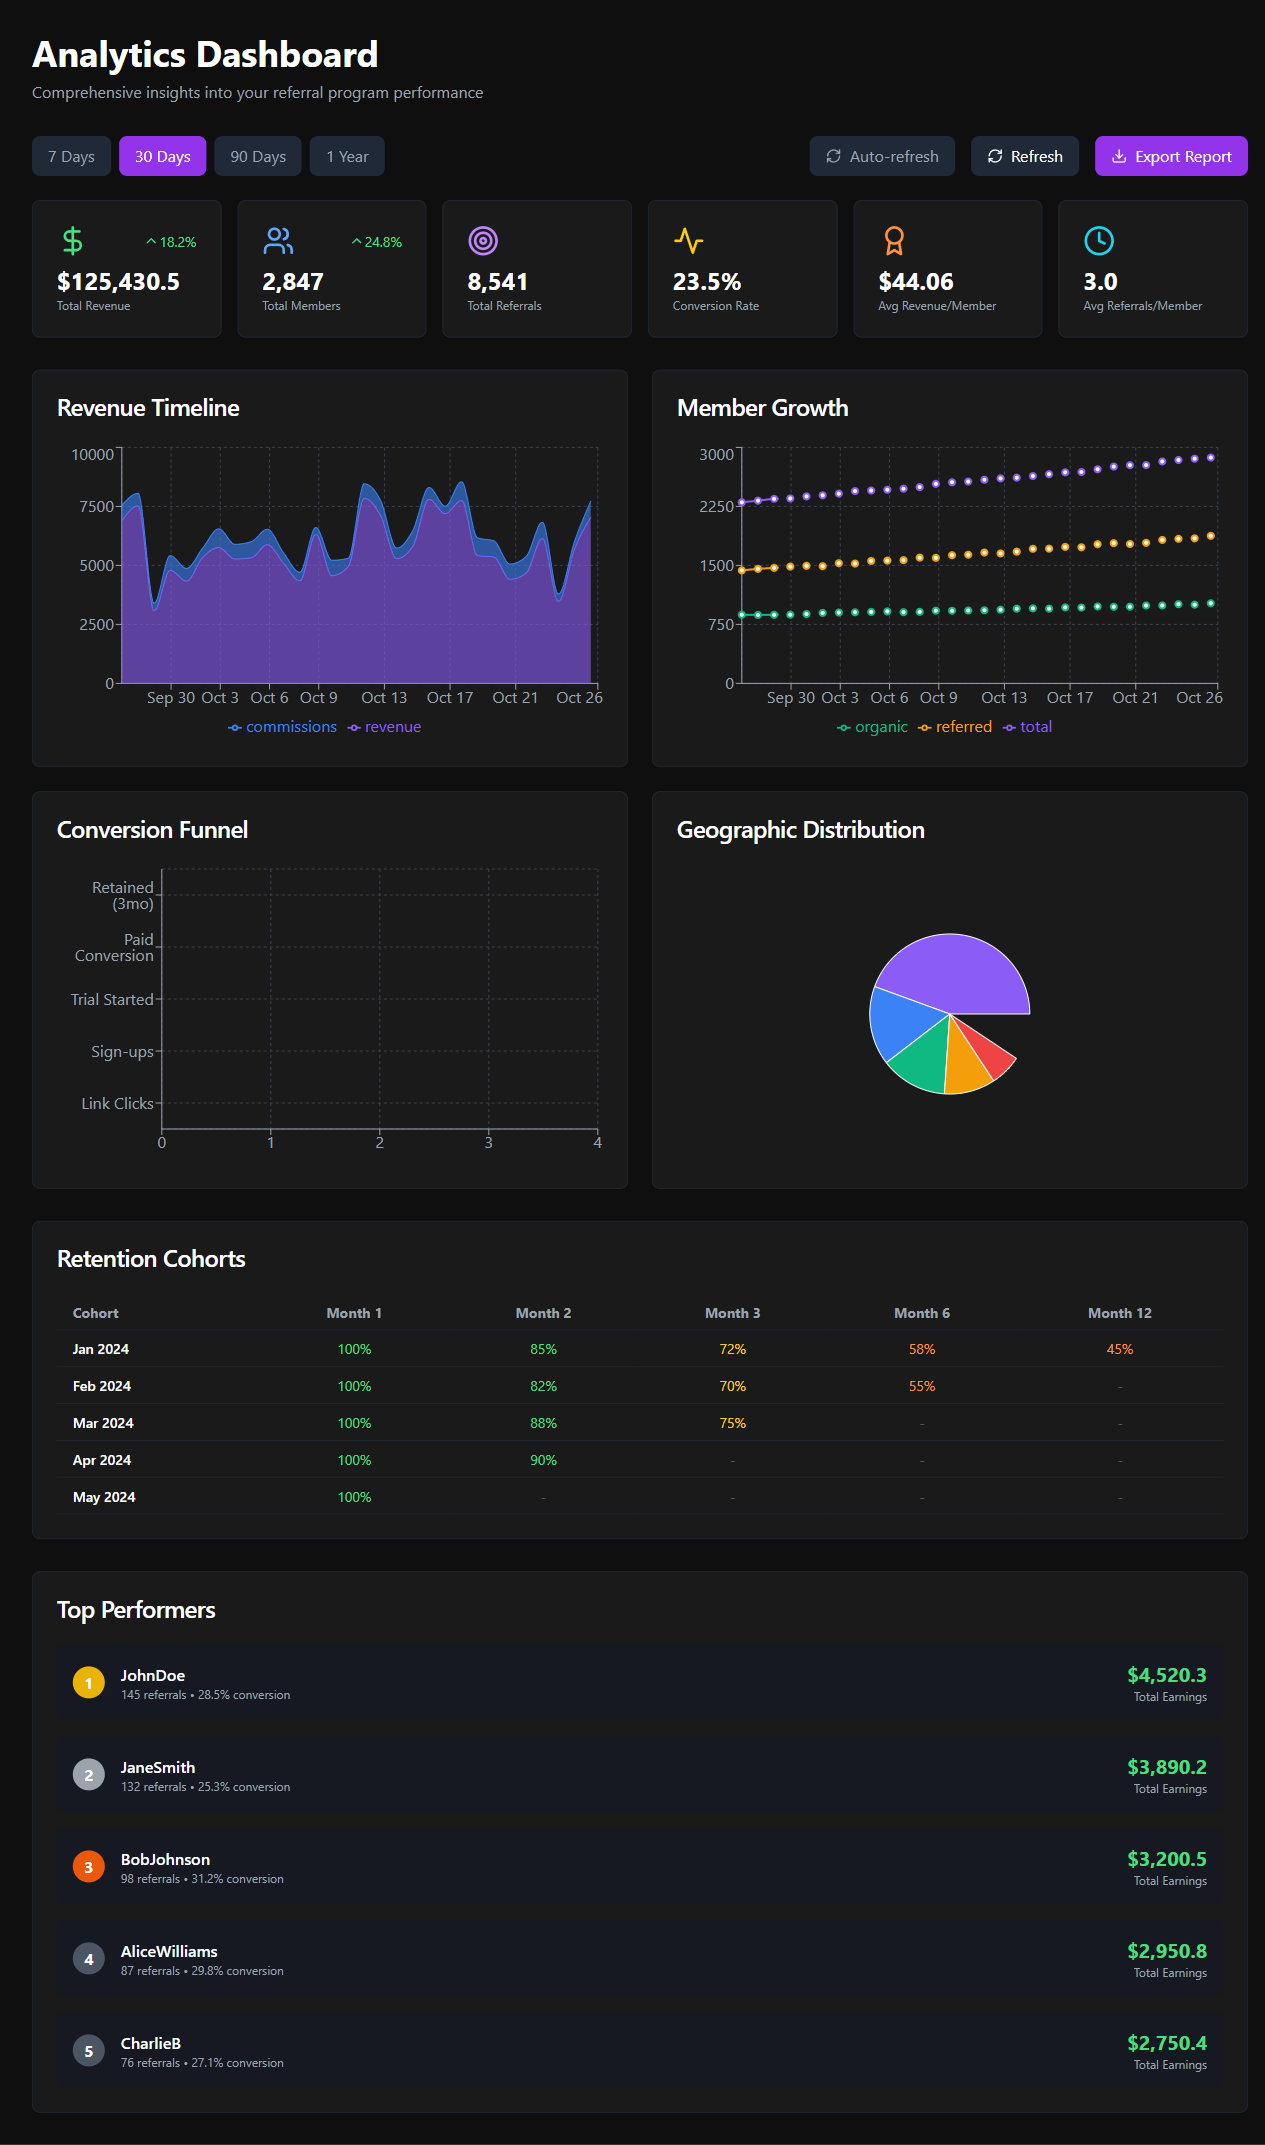 Analytics Dashboard
Comprehensive insights into your referral program performance
7 Days 30 Days 90 Days 1 Year Auto-refresh Refresh Export Report
18.2% 24.8%
$125,430.5 2,847 8,541 23.5% $44.06 3.0
Total Revenue Total Members Total Referrals Conversion Rate Avg Revenue/Member Avg Referrals/Member
Revenue Timeline
10000
7500
5000
2500
0
Sep 30 Oct 3 Oct 6 Oct 9 Oct 13 Oct 17 Oct 21 Oct 26
commissions revenue
Member Growth
3000
2250
1500
750
0
Sep 30 Oct 3 Oct 6 Oct 9 Oct 13 Oct 17 Oct 21 Oct 26
organic referred total
Conversion Funnel
Retained
(3mo)
Paid
Conversion
Trial Started
Sign-ups
Link Clicks
0 1 2 3 4
Geographic Distribution
Retention Cohorts
Cohort Month 1 Month 2 Month 3 Month 6 Month 12
Jan 2024 100% 85% 72% 58% 45%
Feb 2024 100% 82% 70% 55% -
Mar 2024 100% 88% 75% - -
Apr 2024 100% 90% - - -
May 2024 100% - - - -
Top Performers
1 JohnDoe $4,520.3
145 referrals • 28.5% conversion Total Earnings
2 JaneSmith $3,890.2
132 referrals • 25.3% conversion Total Earnings
3 BobJohnson $3,200.5
98 referrals • 31.2% conversion Total Earnings
4 AliceWilliams $2,950.8
87 referrals • 29.8% conversion Total Earnings
5 CharlieB $2,750.4
76 referrals • 27.1% conversion Total Earnings